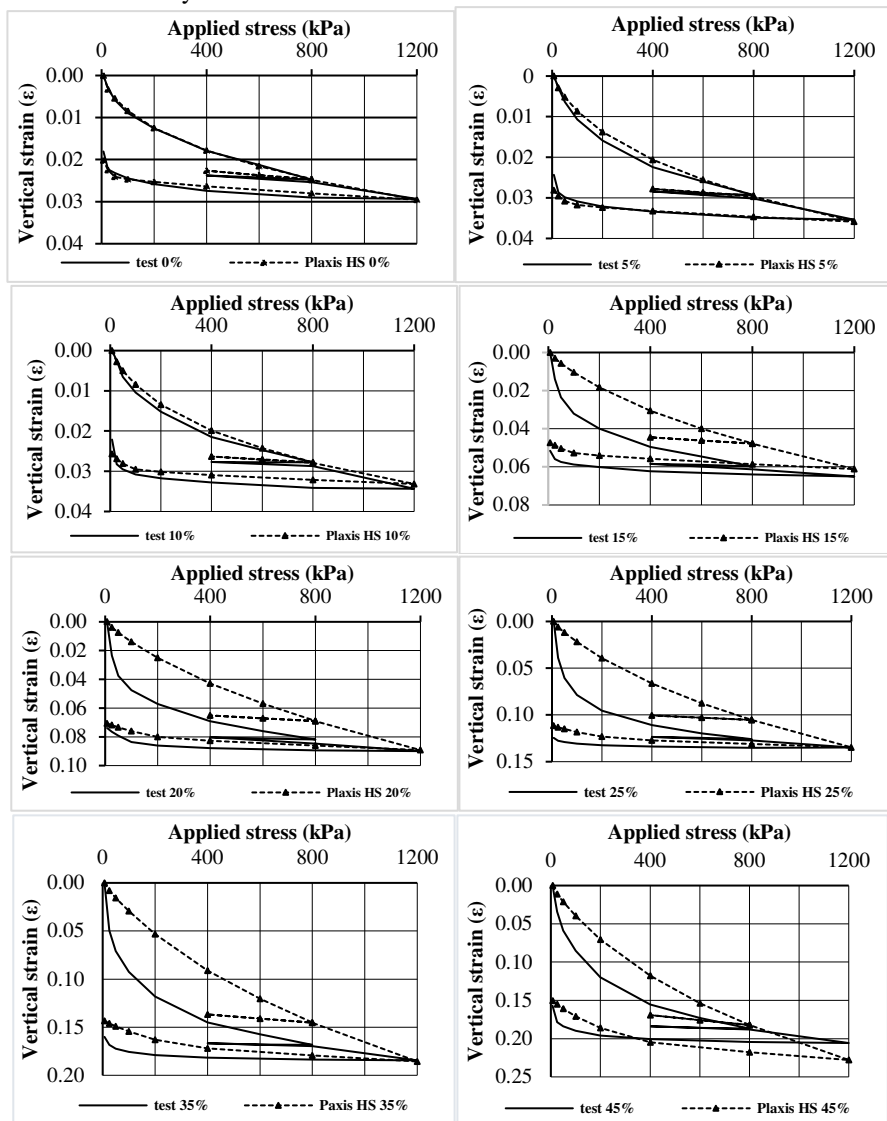 Applied stress (kPa)
0 400 800 1200
Vertical strain (ε)
0.00
0.01
0.02
0.03
0.04
test 0% Plaxis HS 0%
Applied stress (kPa)
0 400 800 1200
Vertical strain (ε)
0
0.01
0.02
0.03
0.04
test 5% Plaxis HS 5%
Applied stress (kPa)
0 400 800 1200
Vertical strain (ε)
0.00
0.01
0.02
0.03
0.04
test 10% Plaxis HS 10%
Applied stress (kPa)
0 400 800 1200
Vertical strain (ε)
0.00
0.02
0.04
0.06
0.08
test 15% Plaxis HS 15%
Applied stress (kPa)
0 400 800 1200
Vertical strain (ε)
0.00
0.02
0.04
0.06
0.08
0.10
test 20% Plaxis HS 20%
Applied stress (kPa)
0 400 800 1200
Vertical strain (ε)
0.00
0.05
0.10
0.15
test 25% Plaxis HS 25%
Applied stress (kPa)
0 400 800 1200
Vertical strain (ε)
0.00
0.05
0.10
0.15
0.20
test 35% Paxis HS 35%
Applied stress (kPa)
0 400 800 1200
Vertical strain (ε)
0.00
0.05
0.10
0.15
0.20
0.25
test 45% Plaxis HS 45%